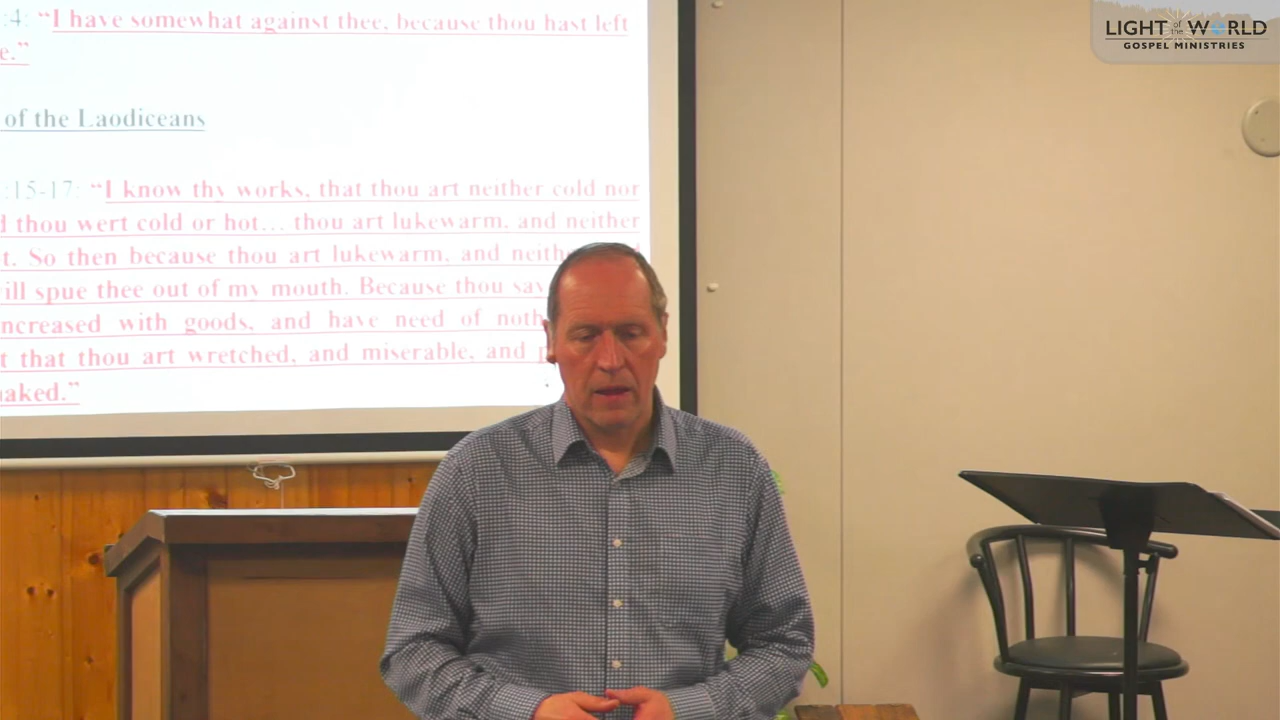 :4: “I have somewhat against thee, because thou hast left
e.”
of the Laodiceans
:15-17: “I know thy works, that thou art neither cold nor
d thou wert cold or hot… thou art lukewarm, and neither
t. So then because thou art lukewarm, and neith
ill spue thee out of my mouth. Because thou say
ncreased with goods, and have need of noth
t that thou art wretched, and miserable, and p
naked.”
LIGHT of the WORLD
GOSPEL MINISTRIES